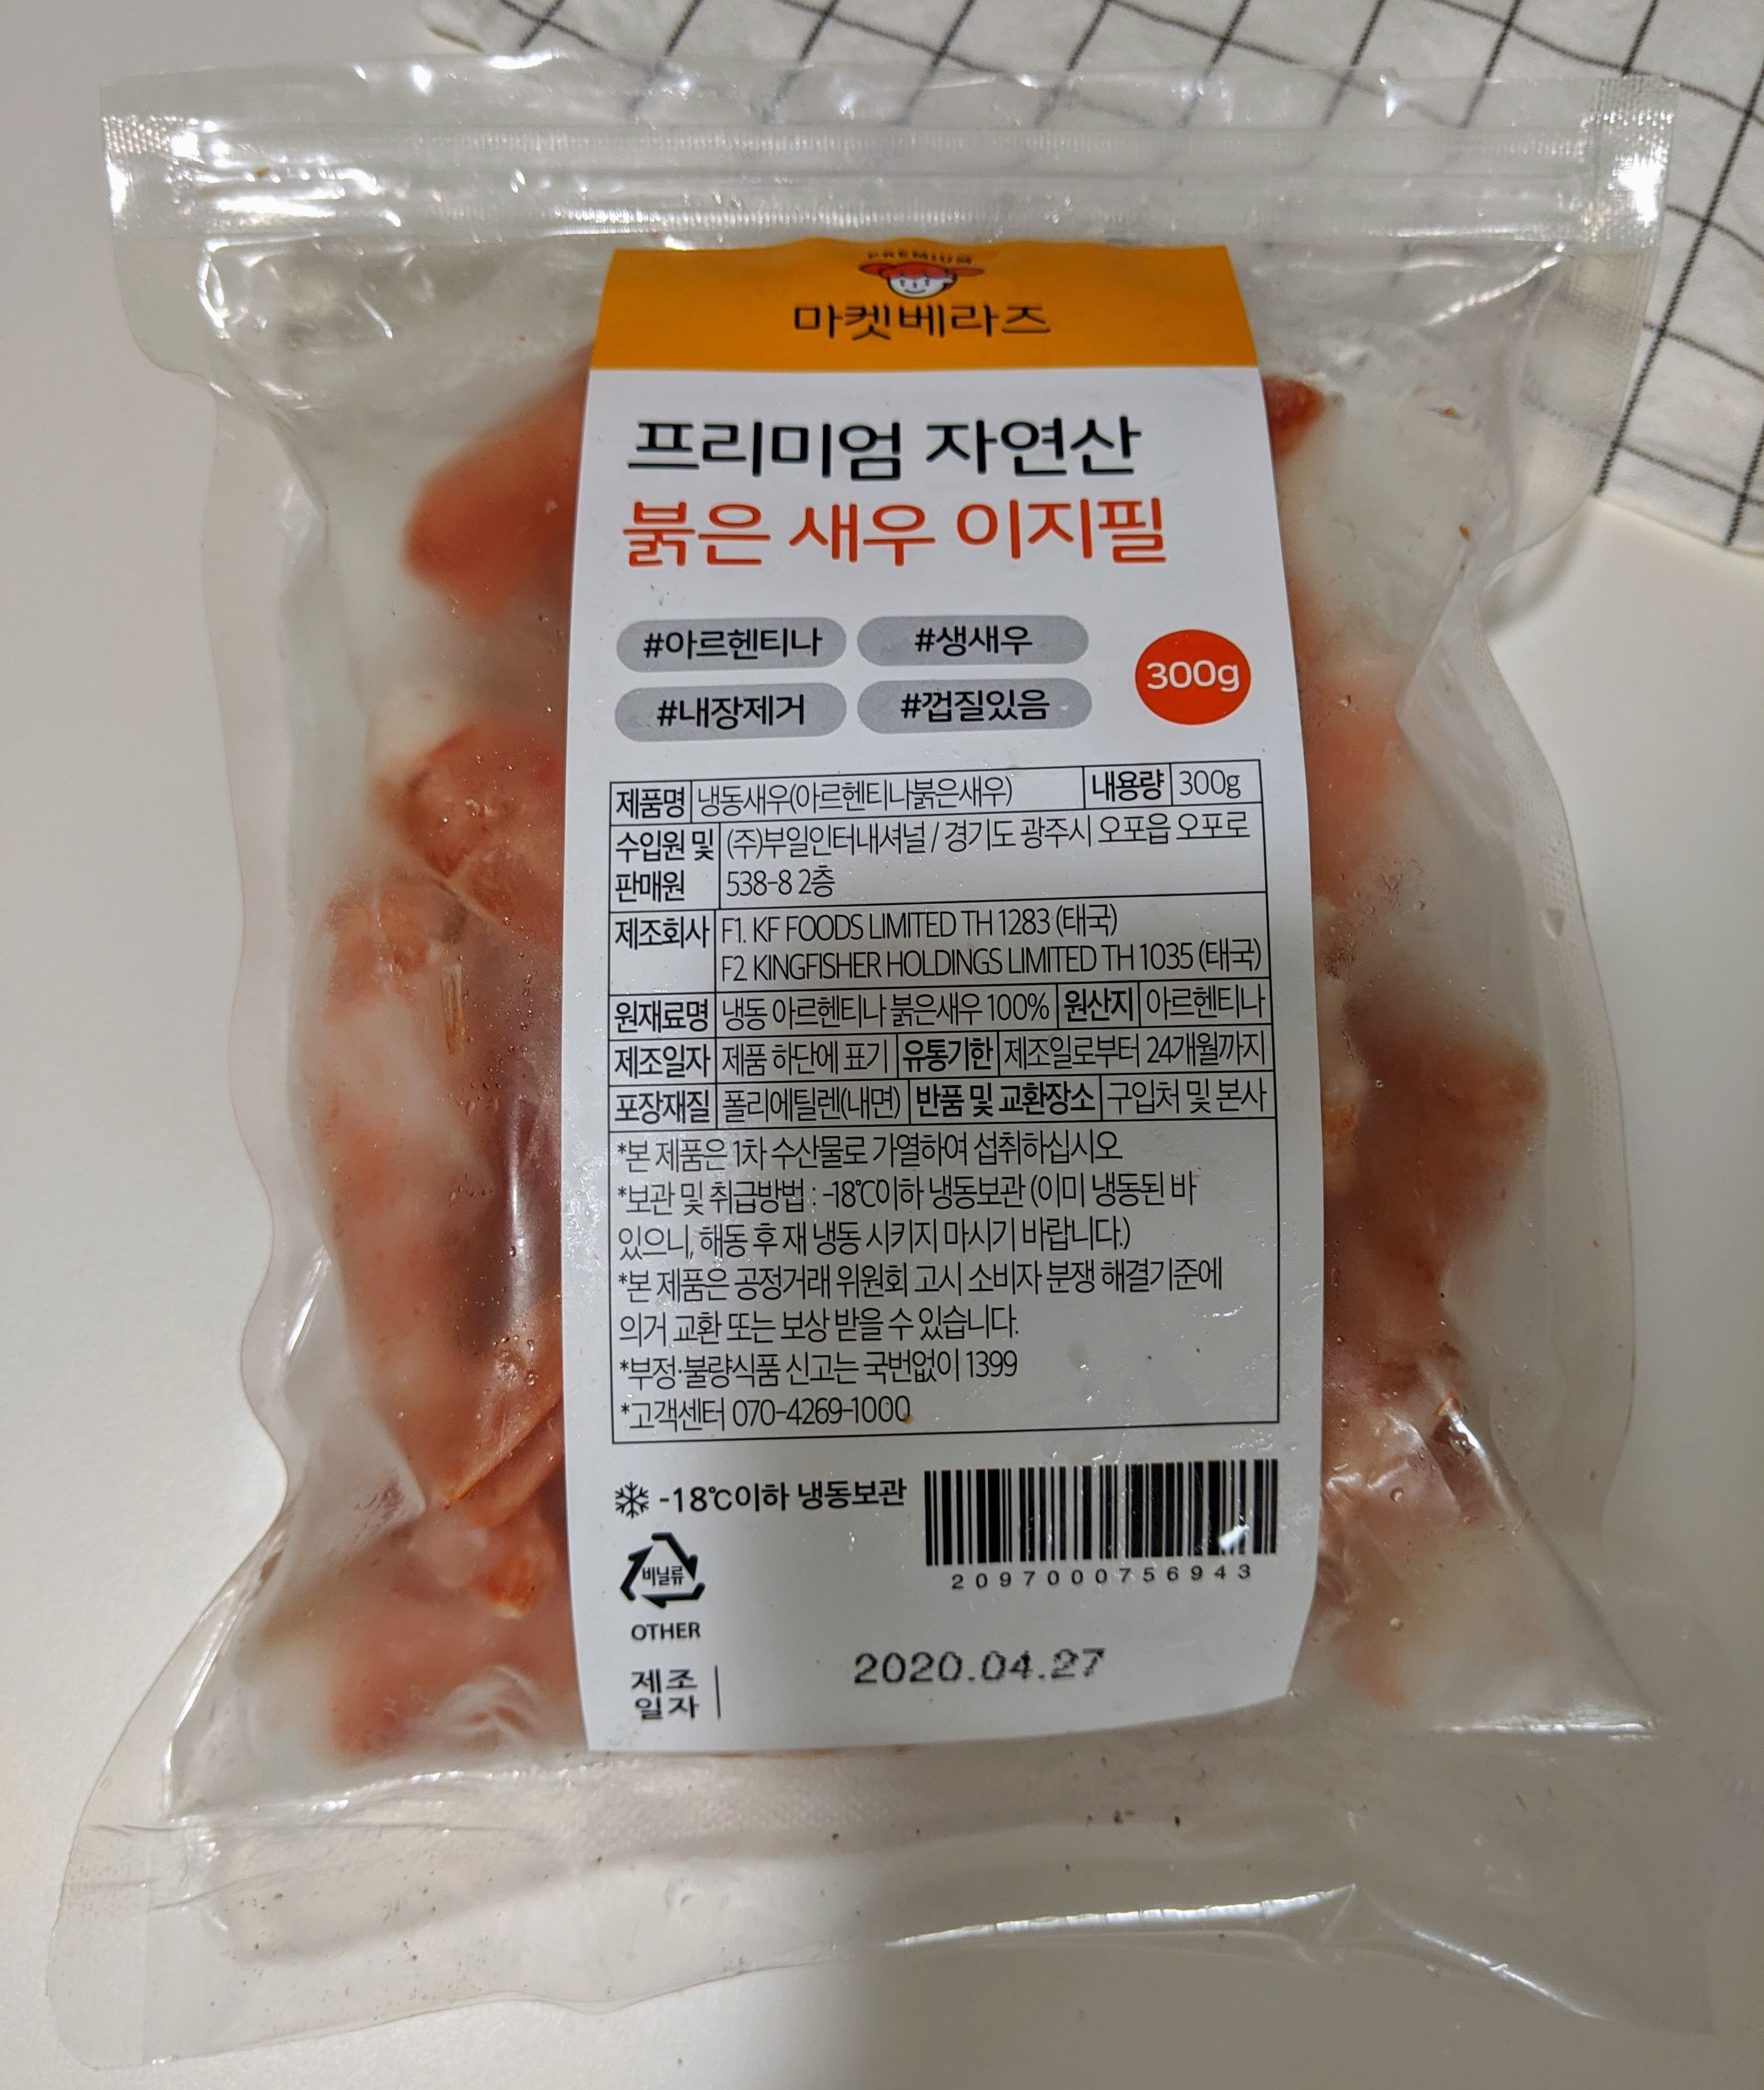 PREMIUM
마켓베라즈
프리미엄 자연산
붉은 새우 이지필
#아르헨티나 #생새우
#내장제거 #껍질있음
300g
제품명 냉동새우(아르헨티나붉은새우) 내용량 300g
수입원 및 판매원 (주)부일인터내셔널 / 경기도 광주시 오포읍 오포로
538-8 2층
제조회사 F1. KF FOODS LIMITED TH 1283 (태국)
F2. KINGFISHER HOLDINGS LIMITED TH 1035 (태국)
원재료명 냉동 아르헨티나 붉은새우 100% 원산지 아르헨티나
제조일자 제품 하단에 표기 유통기한 제조일로부터 24개월까지
포장재질 폴리에틸렌(내면) 반품 및 교환장소 구입처 및 본사
*본 제품은 1차 수산물로 가열하여 섭취하십시오
*보관 및 취급방법 : -18℃이하 냉동보관 (이미 냉동된 바
있으니, 해동 후 재 냉동 시키지 마시기 바랍니다.)
*본 제품은 공정거래 위원회 고시 소비자 분쟁 해결기준에
의거 교환 또는 보상 받을 수 있습니다.
*부정·불량식품 신고는 국번없이 1399
*고객센터 070-4269-1000
-18℃이하 냉동보관
비닐류
OTHER
2097000756943
제조
일자
2020.04.27